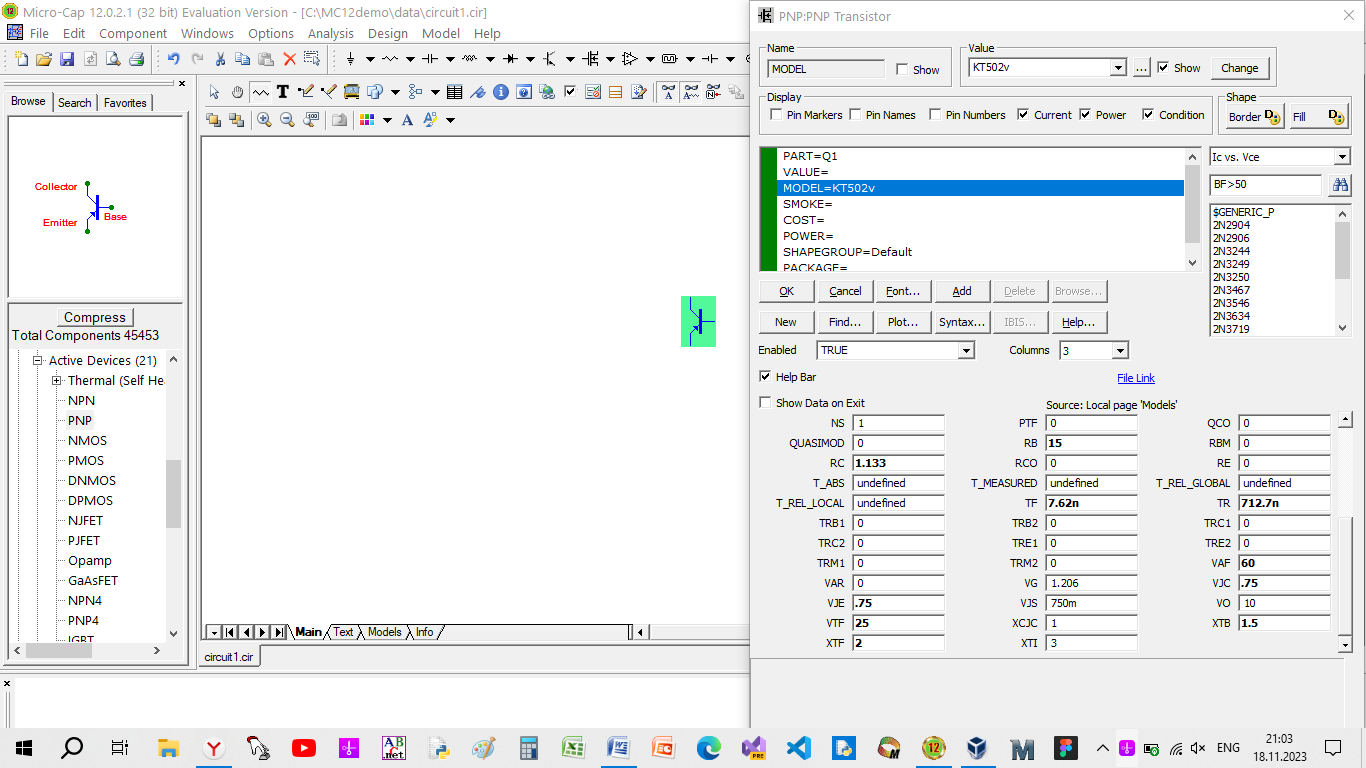 Micro-Cap 12.0.2.1 (32 bit) Evaluation Version - [C:\MC12demo\data\circuit1.cir]
File Edit Component Windows Options Analysis Design Model Help
Browse Search Favorites
Collector
Base
Emitter
Compress
Total Components 45453
Active Devices (21)
Thermal (Self He
NPN
PNP
NMOS
PMOS
DNMOS
DPMOS
NJFET
PJFET
Opamp
GaAsFET
NPN4
PNP4
IGBT
Main Text Models Info
circuit1.cir
PNP:PNP Transistor
Name
MODEL Show
Value
KT502v ... Show Change
Display
Pin Markers Pin Names Pin Numbers Current Power Condition
Shape
Border Fill
PART=Q1
VALUE=
MODEL=KT502v
SMOKE=
COST=
POWER=
SHAPEGROUP=Default
PACKAGE=
Ic vs. Vce
BF>50
$GENERIC_P
2N2904
2N2906
2N3244
2N3249
2N3250
2N3467
2N3546
2N3634
2N3719
OK Cancel Font... Add Delete Browse...
New Find... Plot... Syntax... IBIS... Help...
Enabled TRUE Columns 3
Help Bar File Link
Show Data on Exit Source: Local page 'Models'
NS 1 PTF 0 QCO 0
QUASIMOD 0 RB 15 RBM 0
RC 1.133 RCO 0 RE 0
T_ABS undefined T_MEASURED undefined T_REL_GLOBAL undefined
T_REL_LOCAL undefined TF 7.62n TR 712.7n
TRB1 0 TRB2 0 TRC1 0
TRC2 0 TRE1 0 TRE2 0
TRM1 0 TRM2 0 VAF 60
VAR 0 VG 1.206 VJC .75
VJE .75 VJS 750m VO 10
VTF 25 XCJC 1 XTB 1.5
XTF 2 XTI 3
ENG 21:03
18.11.2023